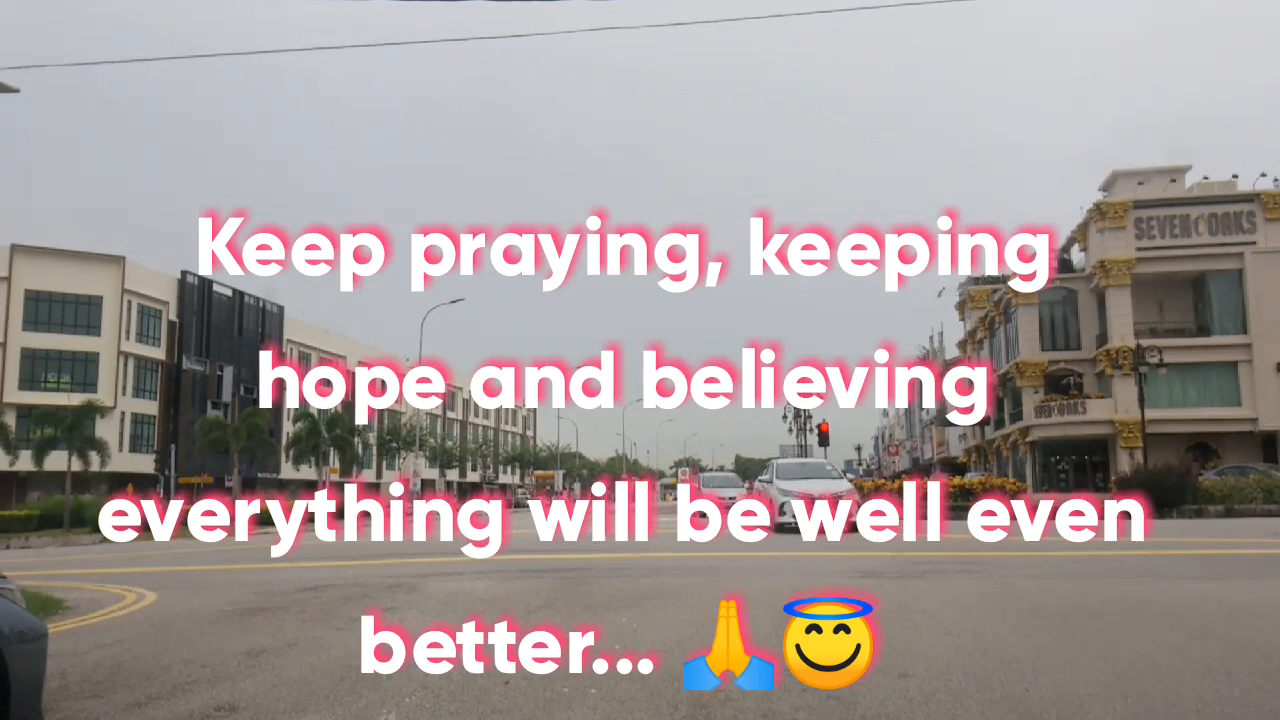 SEVEN OAKS
Keep praying, keeping
hope and believing
SEVEN OAKS
everything will be well even
better... 🙏😇